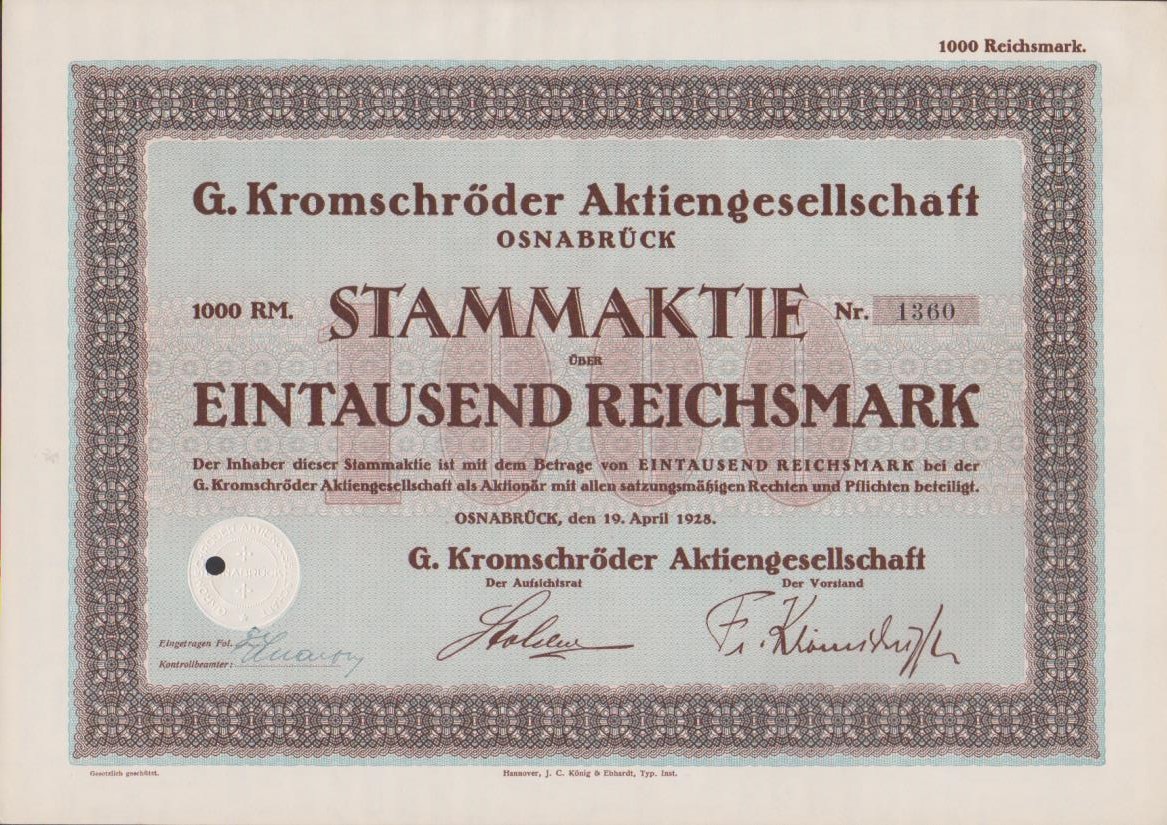 1000 Reichsmark.
G. Kromschröder Aktiengesellschaft
OSNABRÜCK
1000 RM. STAMMAKTIE Nr. 1360
ÜBER
EINTAUSEND REICHSMARK
1000
Der Inhaber dieser Stammaktie ist mit dem Betrage von EINTAUSEND REICHSMARK bei der
G. Kromschröder Aktiengesellschaft als Aktionär mit allen satzungsmäßigen Rechten und Pflichten beteiligt.
OSNABRÜCK, den 19. April 1928.
G. Kromschröder Aktiengesellschaft
Der Aufsichtsrat Der Vorstand
Fr. Kromschröder
Eingetragen Fol.
Kontrollbeamter:
Gesetzlich geschützt.
Hannover, J. C. König & Ebhardt, Typ. Inst.